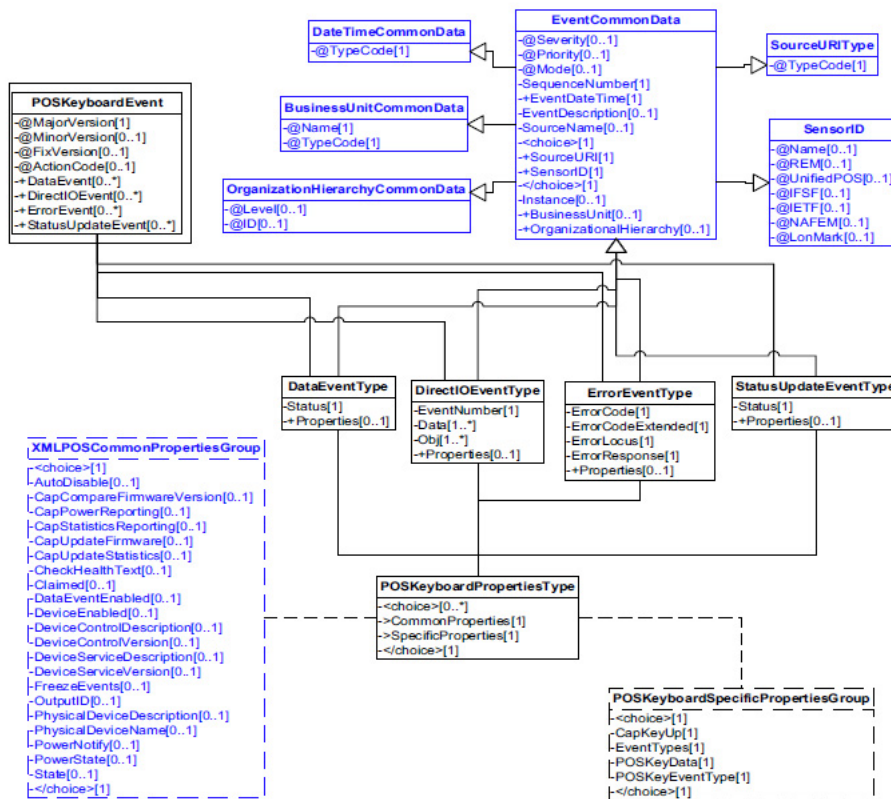 DateTimeCommonData
-@TypeCode[1]
EventCommonData
-@Severity[0..1]
-@Priority[0..1]
-@Mode[0..1]
-SequenceNumber[1]
-+EventDateTime[1]
-EventDescription[0..1]
-SourceName[0..1]
-<choice>[1]
-+SourceURI[1]
-+SensorID[1]
-</choice>[1]
-Instance[0..1]
-+BusinessUnit[0..1]
-+OrganizationalHierarchy[0..1]
SourceURIType
-@TypeCode[1]
POSKeyboardEvent
-@MajorVersion[1]
-@MinorVersion[0..1]
-@FixVersion[0..1]
-@ActionCode[0..1]
-+DataEvent[0..*]
-+DirectIOEvent[0..*]
-+ErrorEvent[0..*]
-+StatusUpdateEvent[0..*]
BusinessUnitCommonData
-@Name[1]
-@TypeCode[1]
SensorID
-@Name[0..1]
-@REM[0..1]
-@UnifiedPOS[0..1]
-@IFSF[0..1]
-@IETF[0..1]
-@NAFEM[0..1]
-@LonMark[0..1]
OrganizationHierarchyCommonData
-@Level[0..1]
-@ID[0..1]
DataEventType
-Status[1]
-+Properties[0..1]
DirectIOEventType
-EventNumber[1]
-Data[1..*]
-Obj[1..*]
-+Properties[0..1]
ErrorEventType
-ErrorCode[1]
-ErrorCodeExtended[1]
-ErrorLocus[1]
-ErrorResponse[1]
-+Properties[0..1]
StatusUpdateEventType
-Status[1]
-+Properties[0..1]
XMLPOSCommonPropertiesGroup
-<choice>[1]
-AutoDisable[0..1]
-CapCompareFirmwareVersion[0..1]
-CapPowerReporting[0..1]
-CapStatisticsReporting[0..1]
-CapUpdateFirmware[0..1]
-CapUpdateStatistics[0..1]
-CheckHealthText[0..1]
-Claimed[0..1]
-DataEventEnabled[0..1]
-DeviceEnabled[0..1]
-DeviceControlDescription[0..1]
-DeviceControlVersion[0..1]
-DeviceServiceDescription[0..1]
-DeviceServiceVersion[0..1]
-FreezeEvents[0..1]
-OutputID[0..1]
-PhysicalDeviceDescription[0..1]
-PhysicalDeviceName[0..1]
-PowerNotify[0..1]
-PowerState[0..1]
-State[0..1]
-</choice>[1]
POSKeyboardPropertiesType
-<choice>[0..*]
->CommonProperties[1]
->SpecificProperties[1]
-</choice>[1]
POSKeyboardSpecificPropertiesGroup
-<choice>[1]
-CapKeyUp[1]
-EventTypes[1]
-POSKeyData[1]
-POSKeyEventType[1]
-</choice>[1]